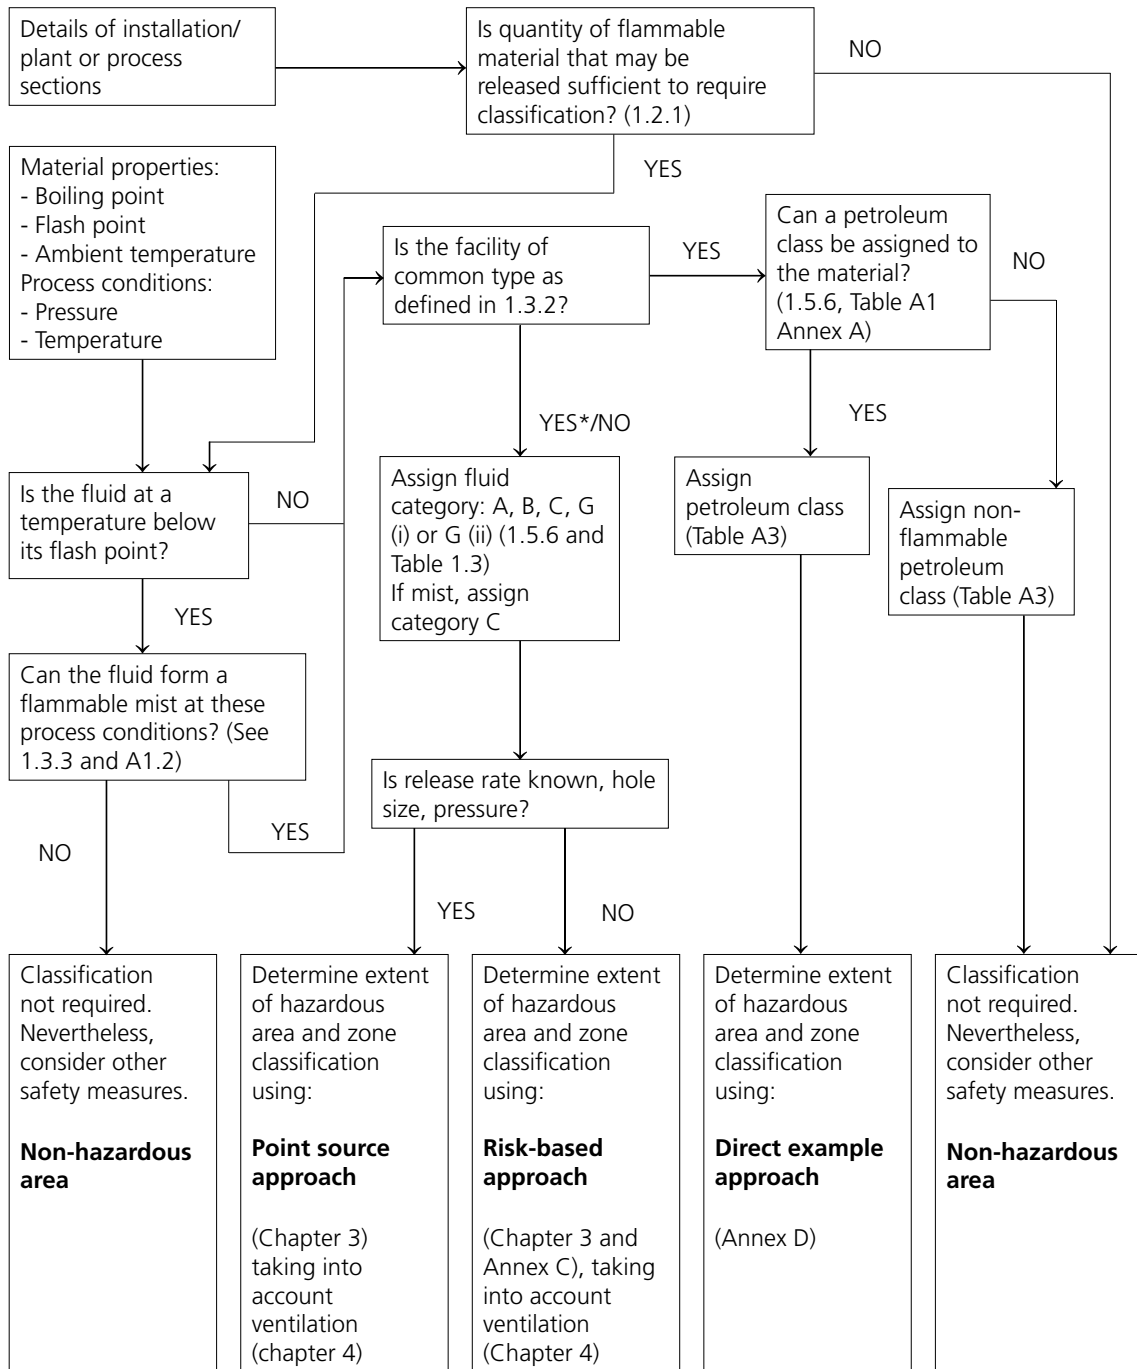 Details of installation/
plant or process
sections
Is quantity of flammable
material that may be
released sufficient to require
classification? (1.2.1)
NO
YES
Material properties:
- Boiling point
- Flash point
- Ambient temperature
Process conditions:
- Pressure
- Temperature
Is the facility of
common type as
defined in 1.3.2?
YES
Can a petroleum
class be assigned to
the material?
(1.5.6, Table A1
Annex A)
NO
YES*/NO
YES
Is the fluid at a
temperature below
its flash point?
NO
Assign fluid
category: A, B, C, G
(i) or G (ii) (1.5.6 and
Table 1.3)
If mist, assign
category C
Assign
petroleum class
(Table A3)
Assign non-
flammable
petroleum
class (Table A3)
YES
Can the fluid form a
flammable mist at these
process conditions? (See
1.3.3 and A1.2)
YES
NO
Is release rate known, hole
size, pressure?
YES
NO
Classification
not required.
Nevertheless,
consider other
safety measures.
Non-hazardous
area
Determine extent
of hazardous
area and zone
classification
using:
Point source
approach
(Chapter 3)
taking into
account
ventilation
(chapter 4)
Determine extent
of hazardous
area and zone
classification
using:
Risk-based
approach
(Chapter 3 and
Annex C), taking
into account
ventilation
(Chapter 4)
Determine extent
of hazardous
area and zone
classification
using:
Direct example
approach
(Annex D)
Classification
not required.
Nevertheless,
consider other
safety measures.
Non-hazardous
area